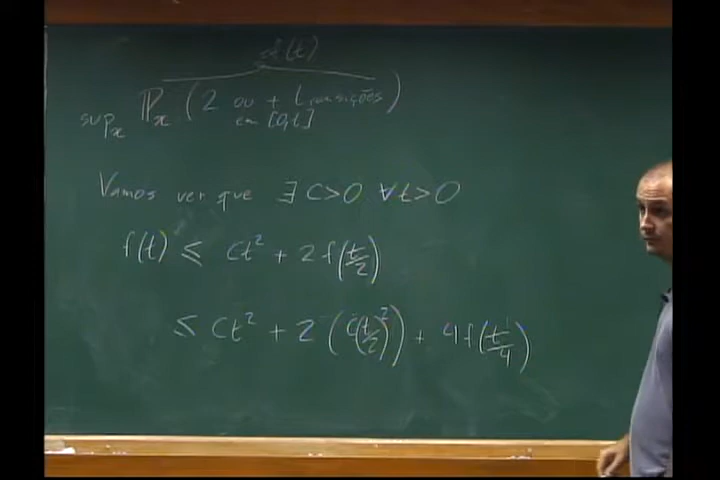 f(t)
sup_x ℙ_x (2 ou + transições em [0,t])
Vamos ver que ∃ C>0 ∀t>0
f(t) ≤ Ct² + 2f(t/2)
≤ Ct² + 2(C(t/2)²) + 4f(t/4)